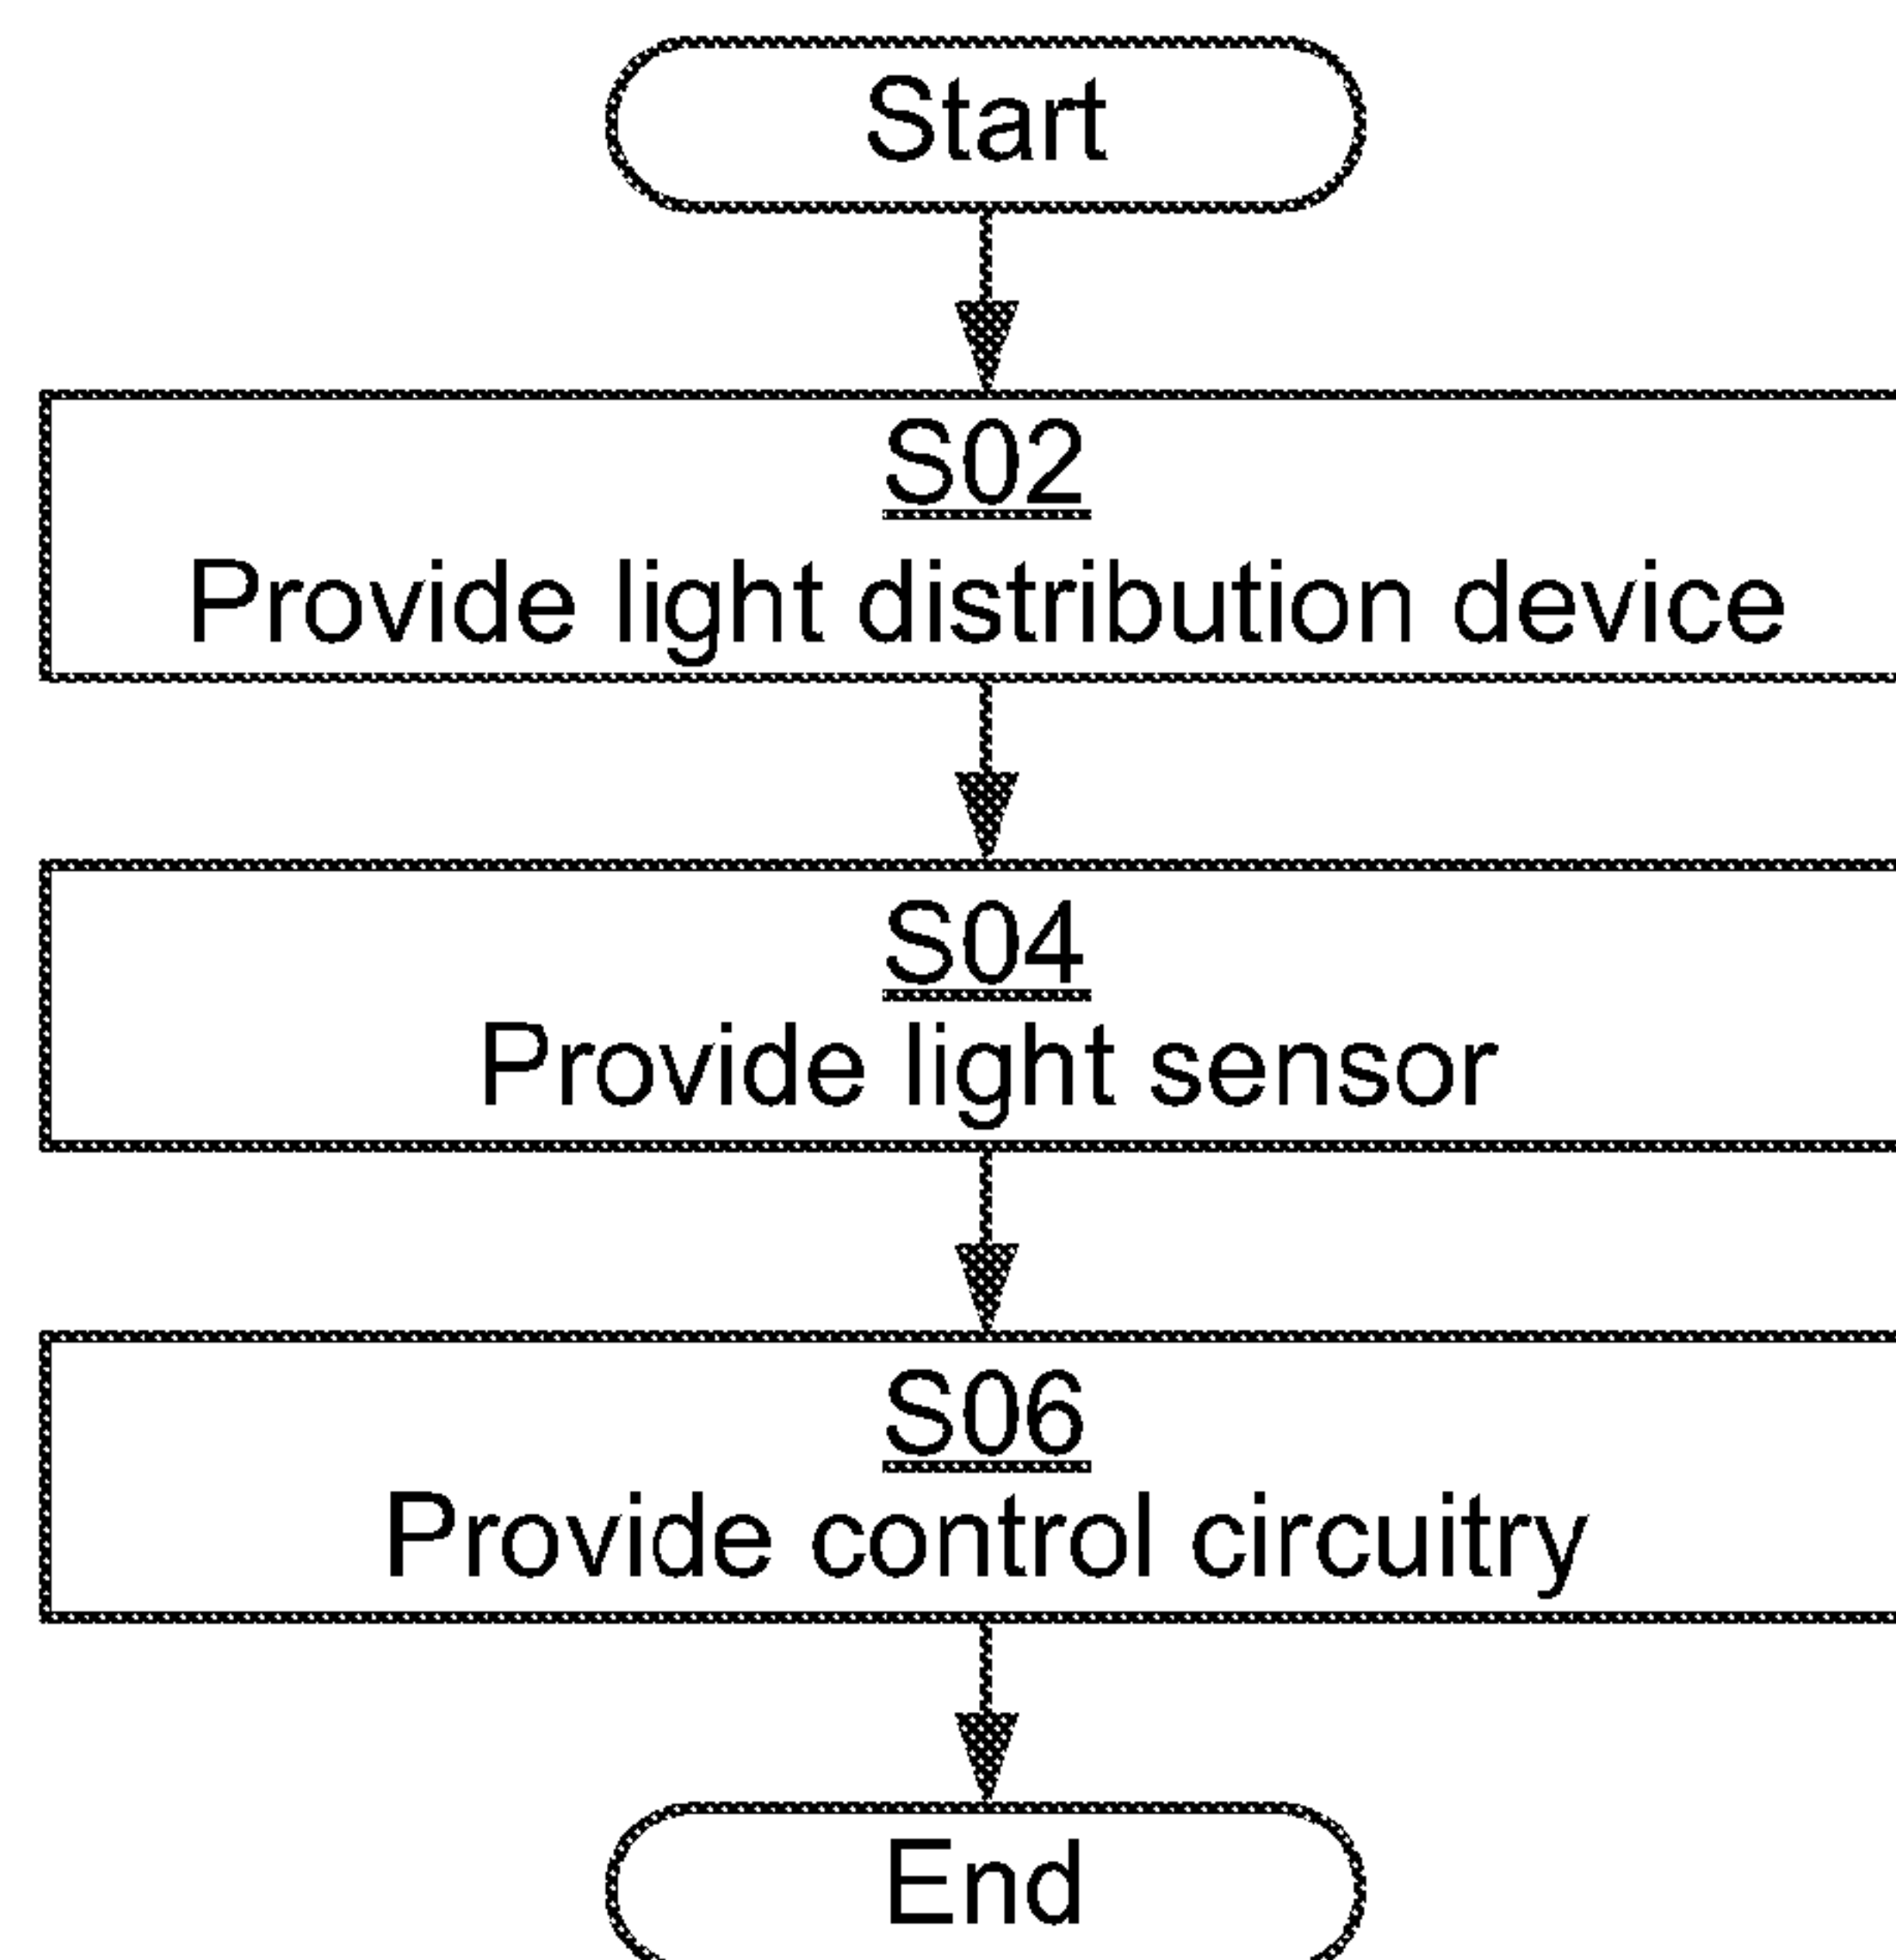 Start
S02
Provide light distribution device
S04
Provide light sensor
S06
Provide control circuitry
End